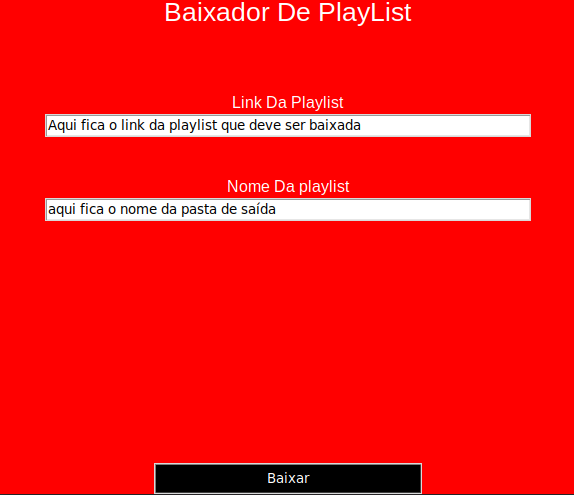 Baixador De PlayList
Link Da Playlist
Aqui fica o link da playlist que deve ser baixada
Nome Da playlist
aqui fica o nome da pasta de saída
Baixar